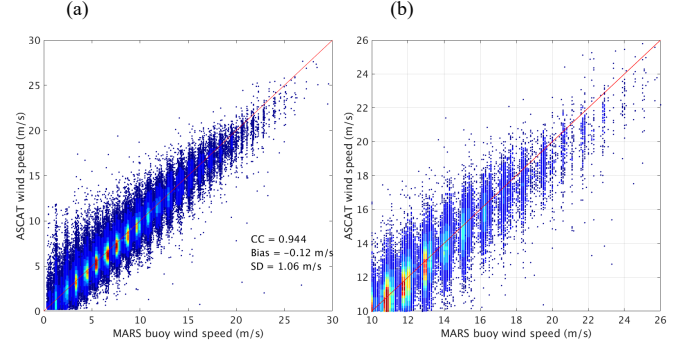 (a)
(b)
30
25
20
15
10
5
0
ASCAT wind speed (m/s)
CC = 0.944
Bias = −0.12 m/s
SD = 1.06 m/s
0 5 10 15 20 25 30
MARS buoy wind speed (m/s)
26
24
22
20
18
16
14
12
10
ASCAT wind speed (m/s)
10 12 14 16 18 20 22 24 26
MARS buoy wind speed (m/s)